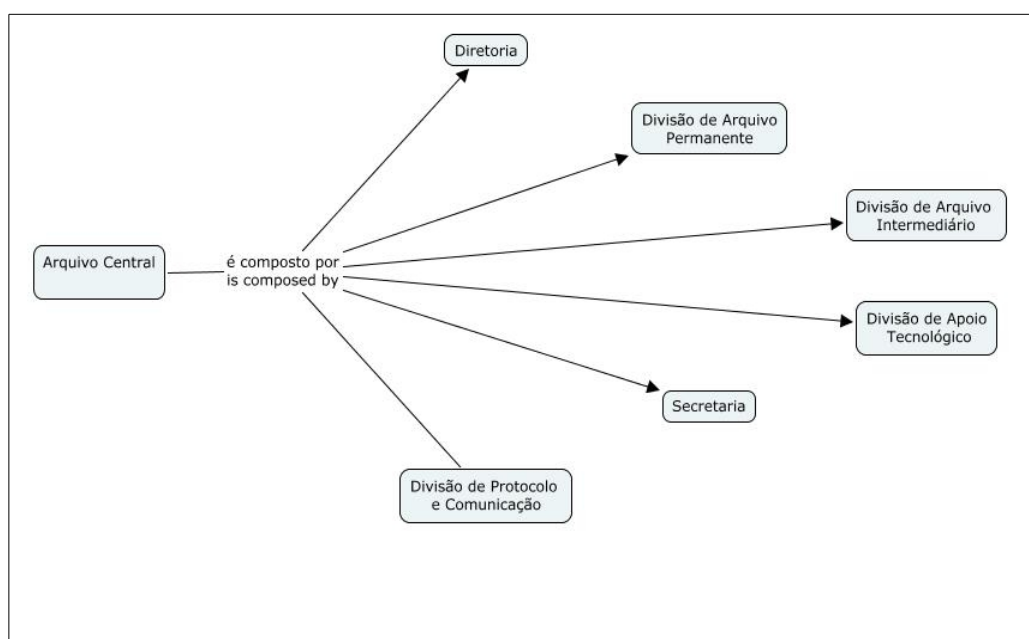 Diretoria
Divisão de Arquivo
Permanente
Divisão de Arquivo
Intermediário
Arquivo Central
é composto por
is composed by
Divisão de Apoio
Tecnológico
Secretaria
Divisão de Protocolo
e Comunicação